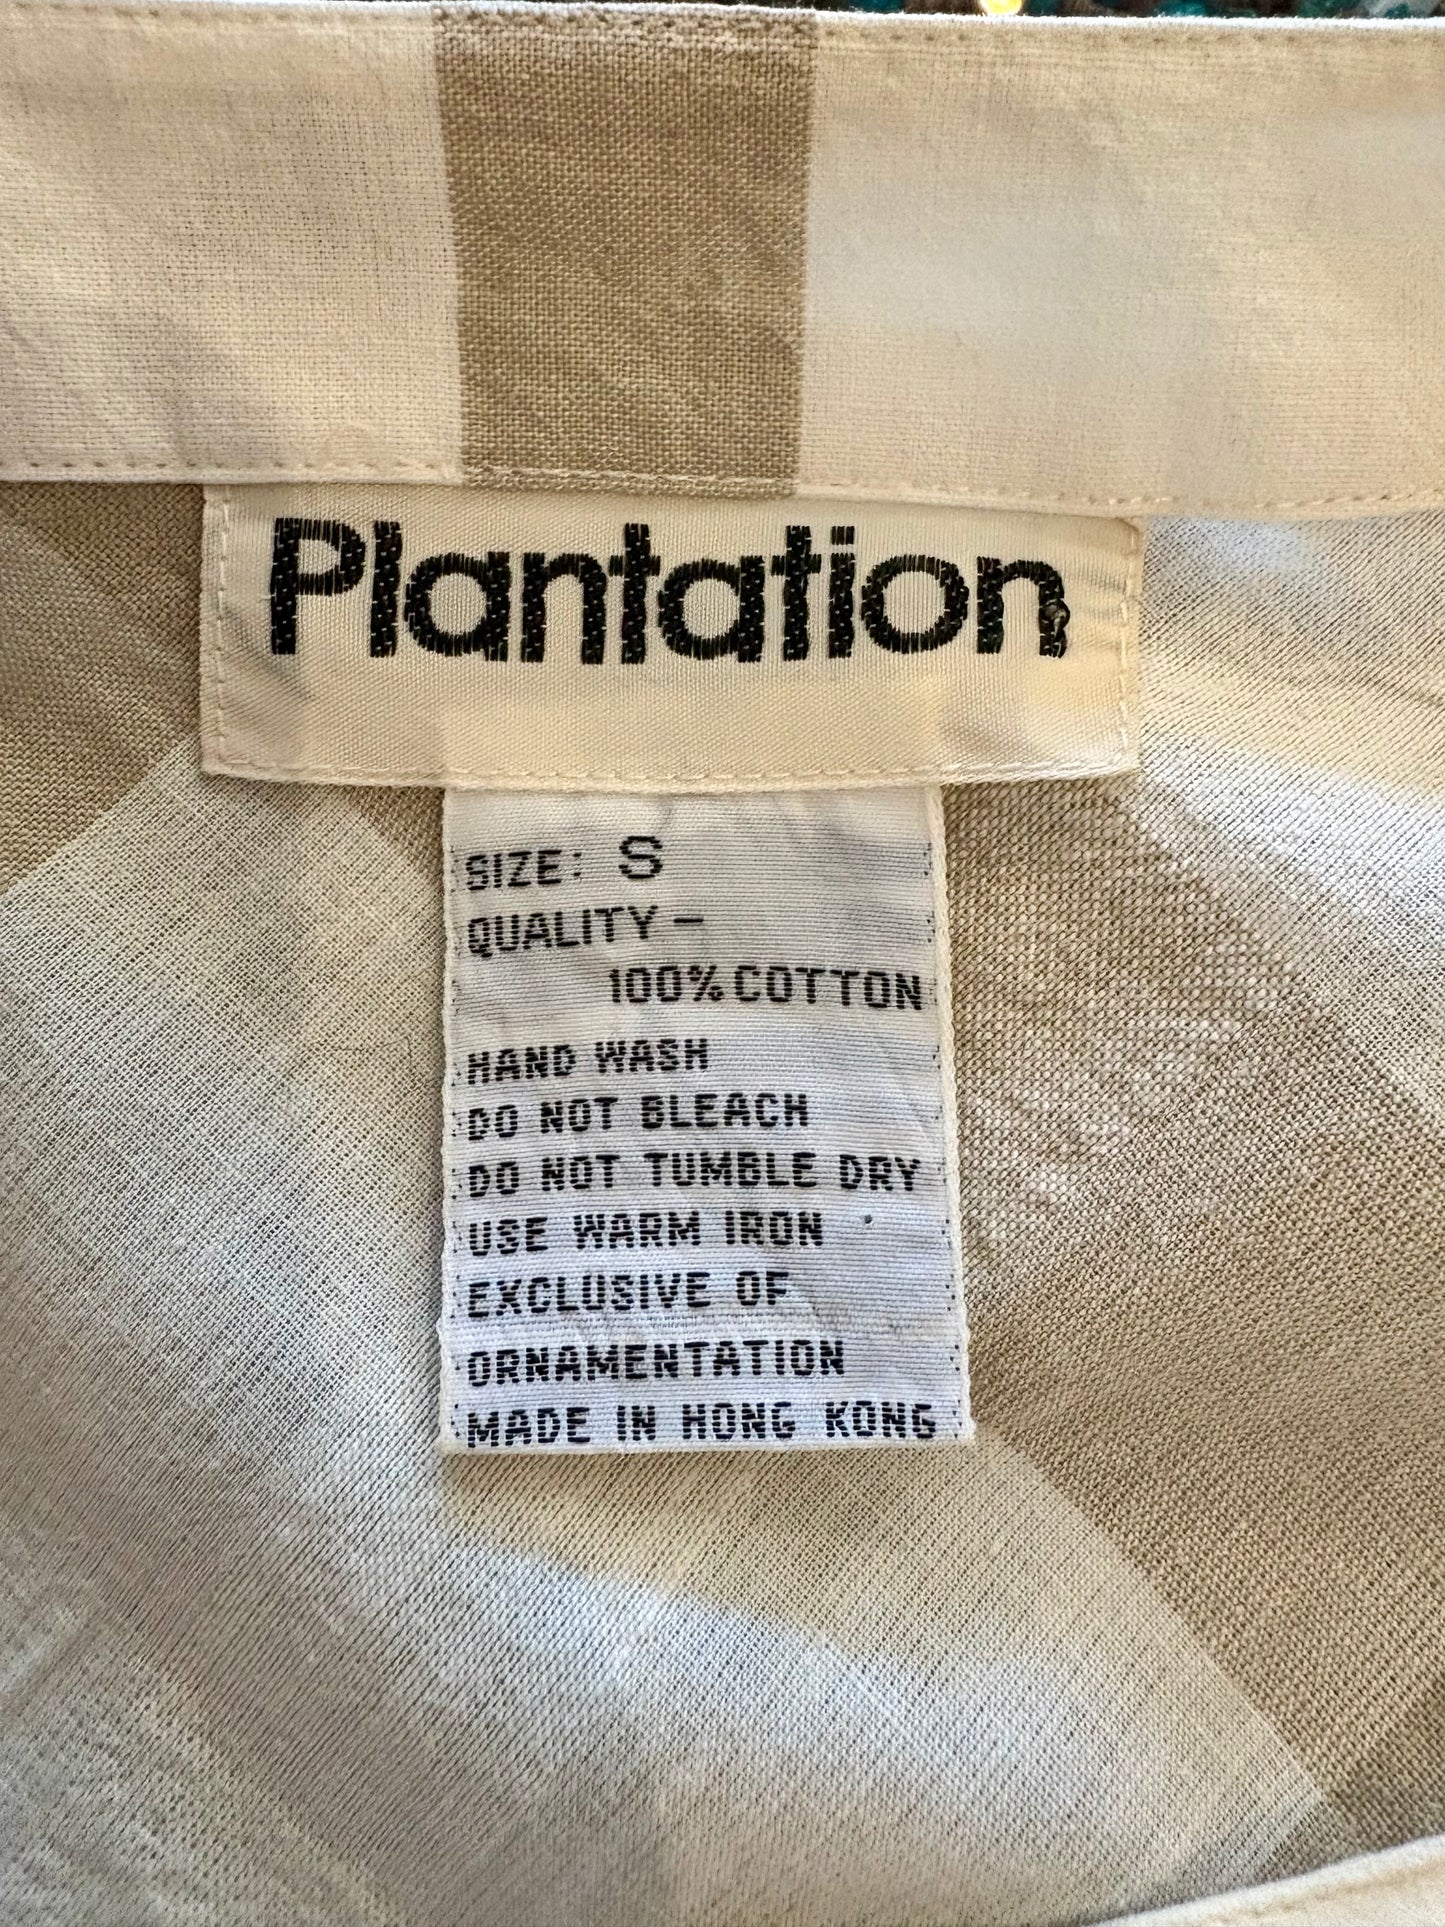 Plantation
SIZE: S
QUALITY –
100% COTTON
HAND WASH
DO NOT BLEACH
DO NOT TUMBLE DRY
USE WARM IRON
EXCLUSIVE OF
ORNAMENTATION
MADE IN HONG KONG